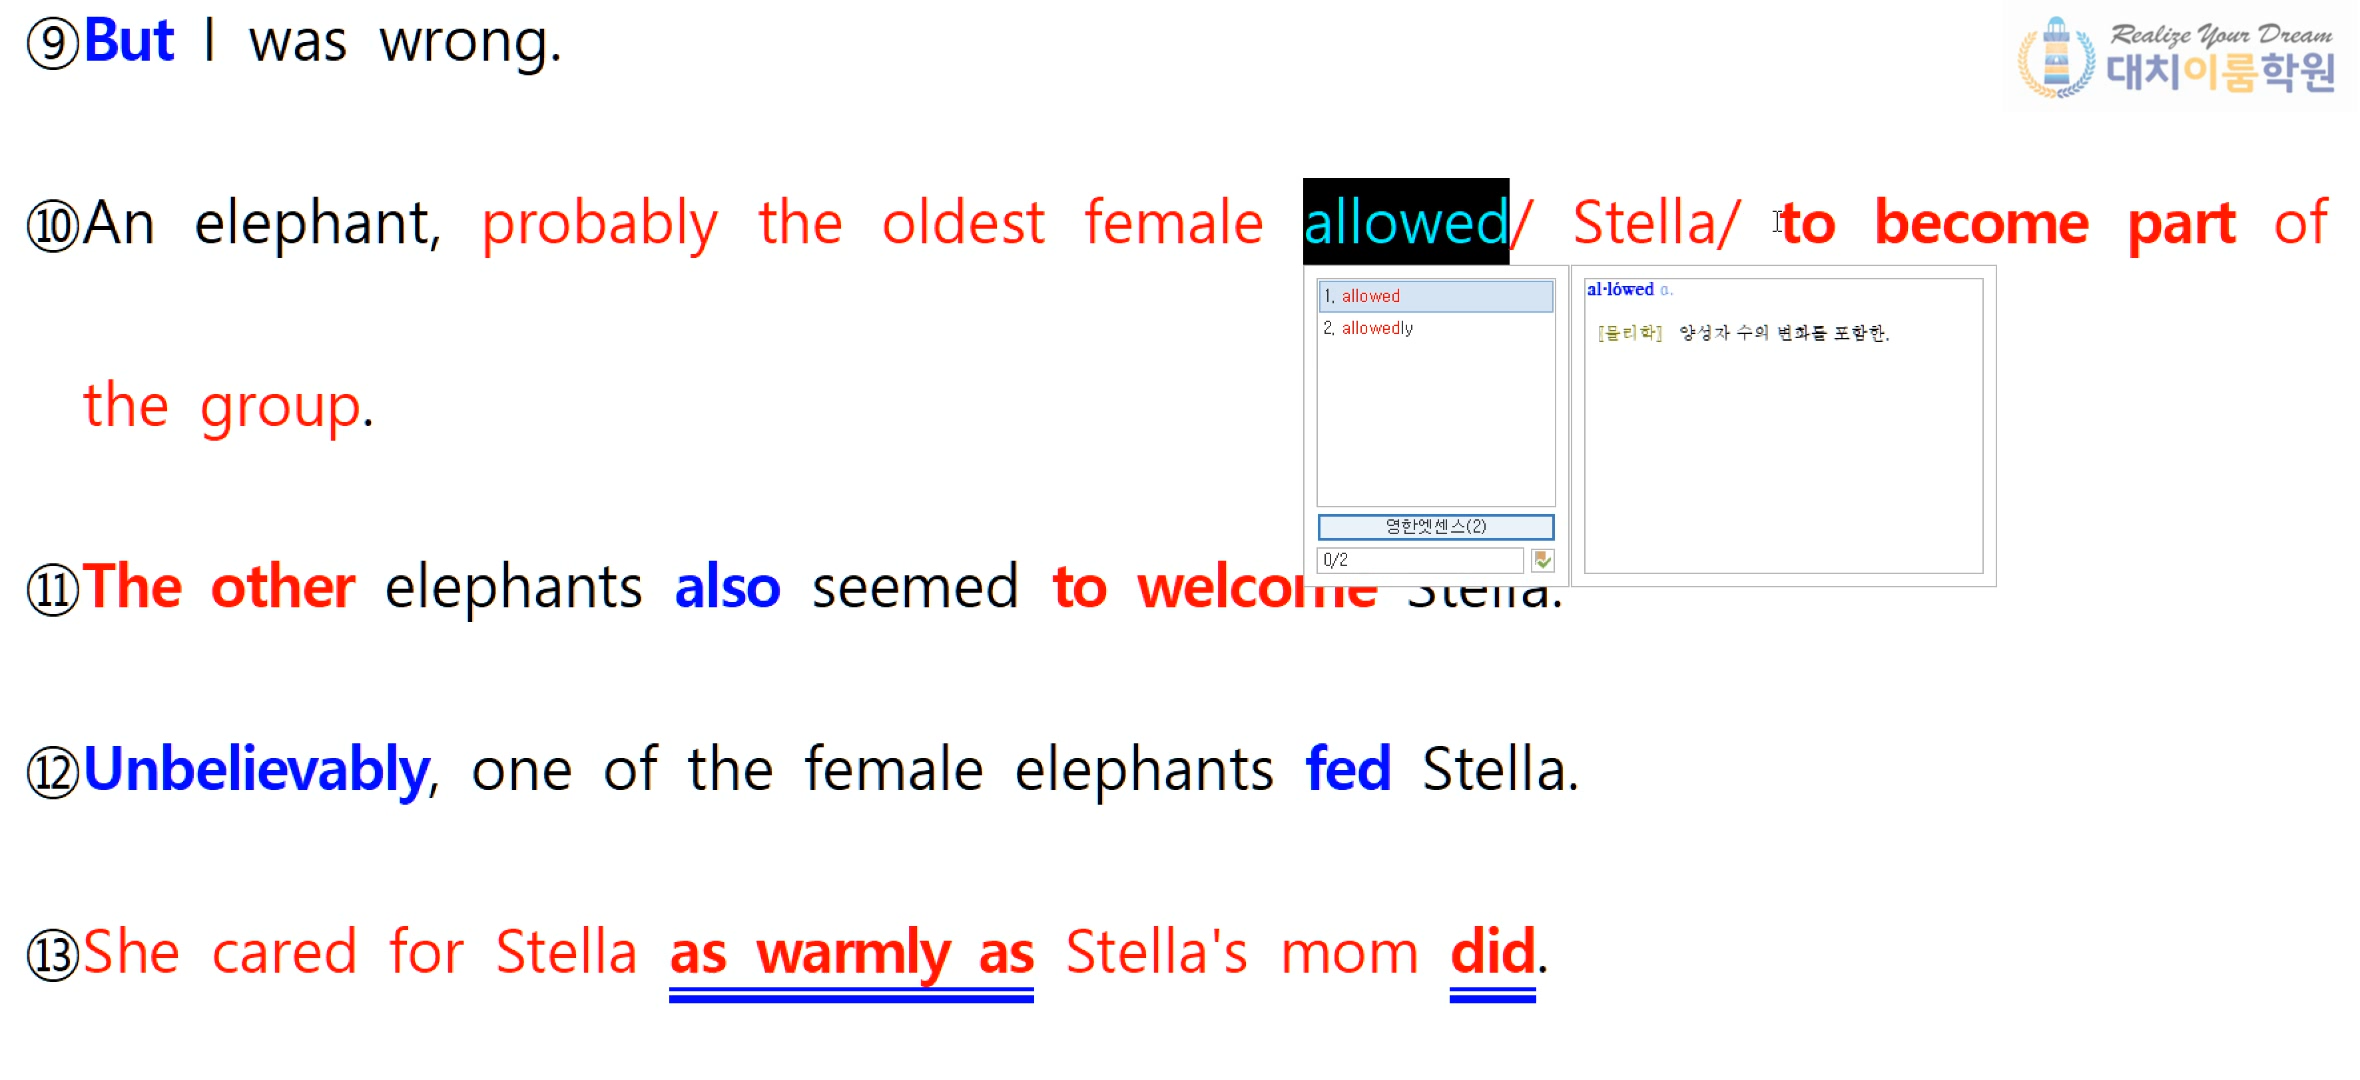 ⑨But I was wrong.
Realize Your Dream
대치이룸학원
⑩An elephant, probably the oldest female allowed/ Stella/ to become part of
the group.
1. allowed
2. allowedly
영한엣센스(2)
0/2
al·lówed a.
[물리학] 양성자 수의 변화를 포함한.
⑪The other elephants also seemed to welcome Stella.
⑫Unbelievably, one of the female elephants fed Stella.
⑬She cared for Stella as warmly as Stella's mom did.